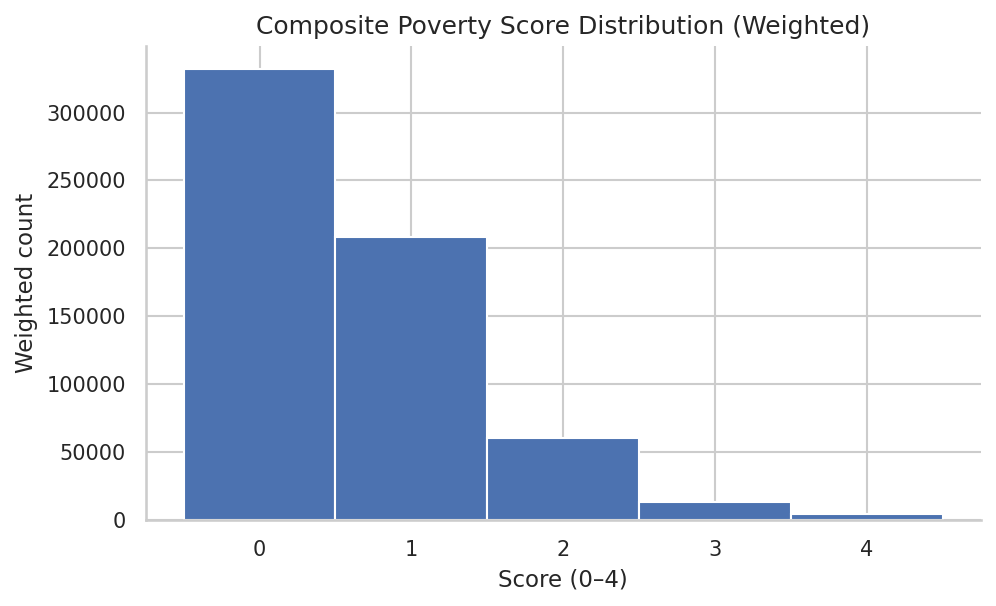 Composite Poverty Score Distribution (Weighted)
Weighted count
300000
250000
200000
150000
100000
50000
0
0 1 2 3 4
Score (0–4)